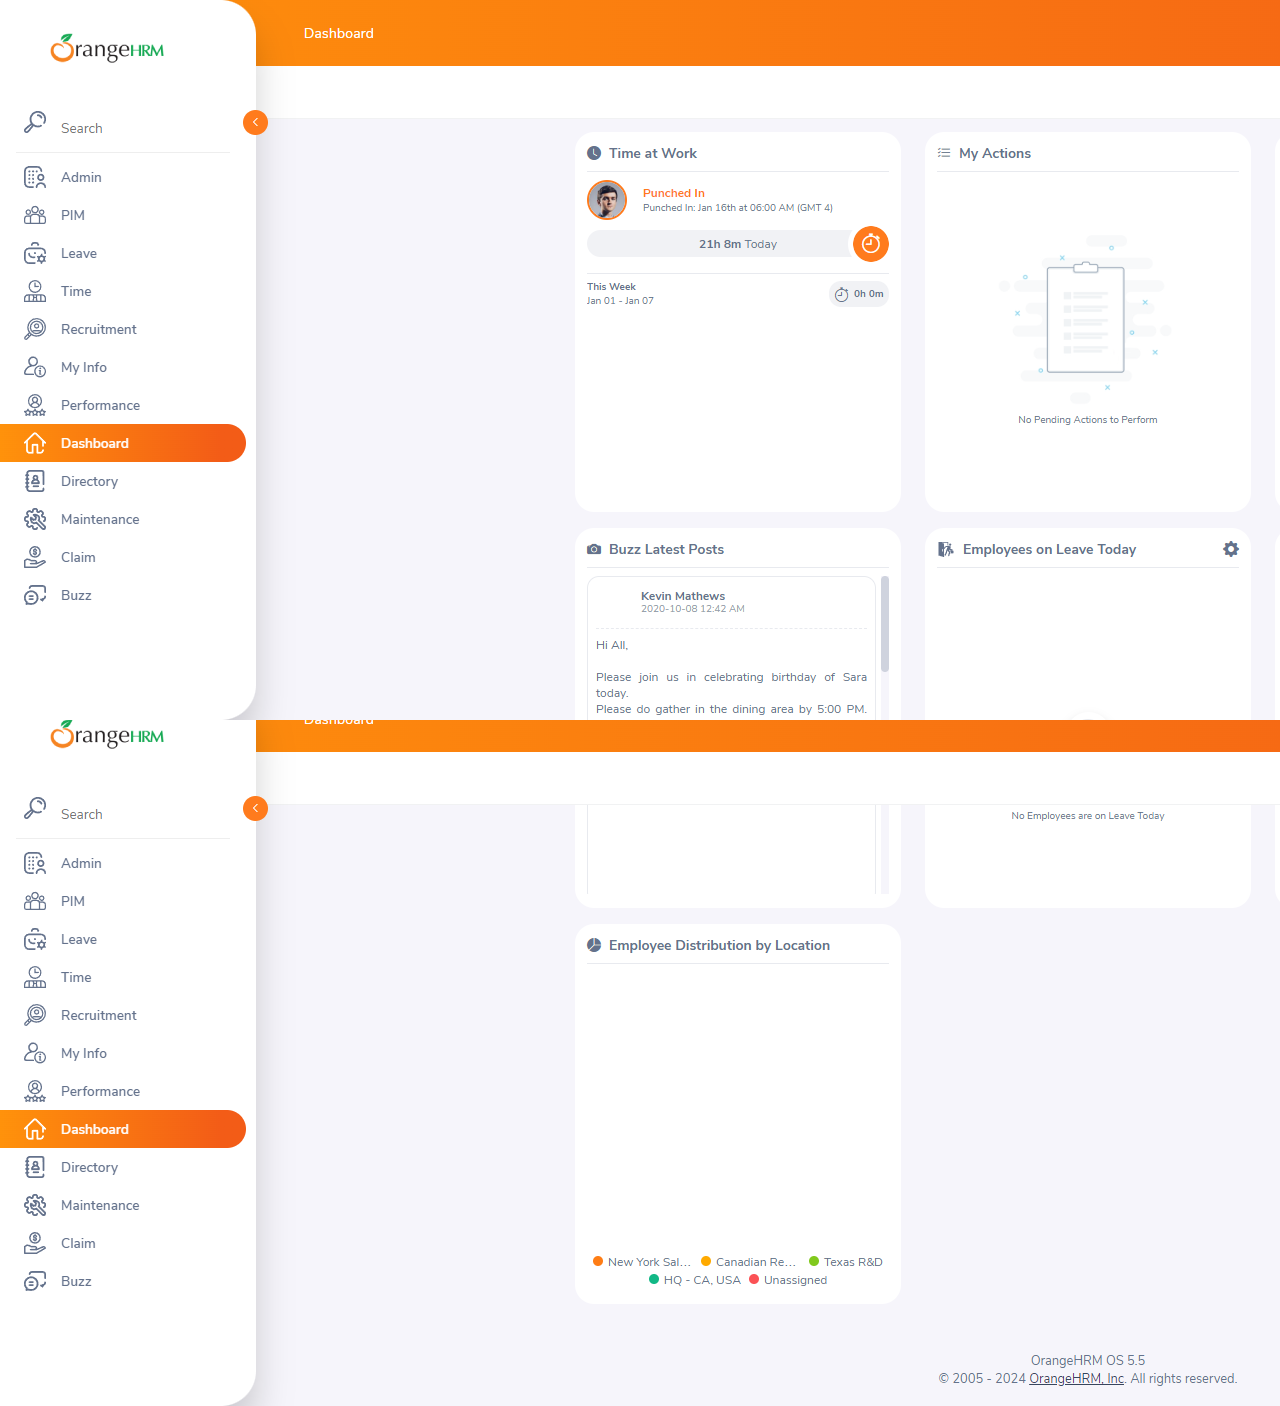 OrangeHRM
Dashboard
Search
Admin
PIM
Leave
Time
Recruitment
My Info
Performance
Dashboard
Directory
Maintenance
Claim
Buzz
Time at Work
Punched In
Punched In: Jan 16th at 06:00 AM (GMT 4)
21h 8m Today
This Week
Jan 01 - Jan 07
0h 0m
My Actions
No Pending Actions to Perform
Buzz Latest Posts
Kevin Mathews
2020-10-08 12:42 AM
Hi All,
Please join us in celebrating birthday of Sara
today.
Please do gather in the dining area by 5:00 PM.
Employees on Leave Today
OrangeHRM
Dashboard
Search
Admin
PIM
Leave
Time
Recruitment
My Info
Performance
Dashboard
Directory
Maintenance
Claim
Buzz
No Employees are on Leave Today
Employee Distribution by Location
New York Sal...
Canadian Re...
Texas R&D
HQ - CA, USA
Unassigned
OrangeHRM OS 5.5
© 2005 - 2024 OrangeHRM, Inc. All rights reserved.